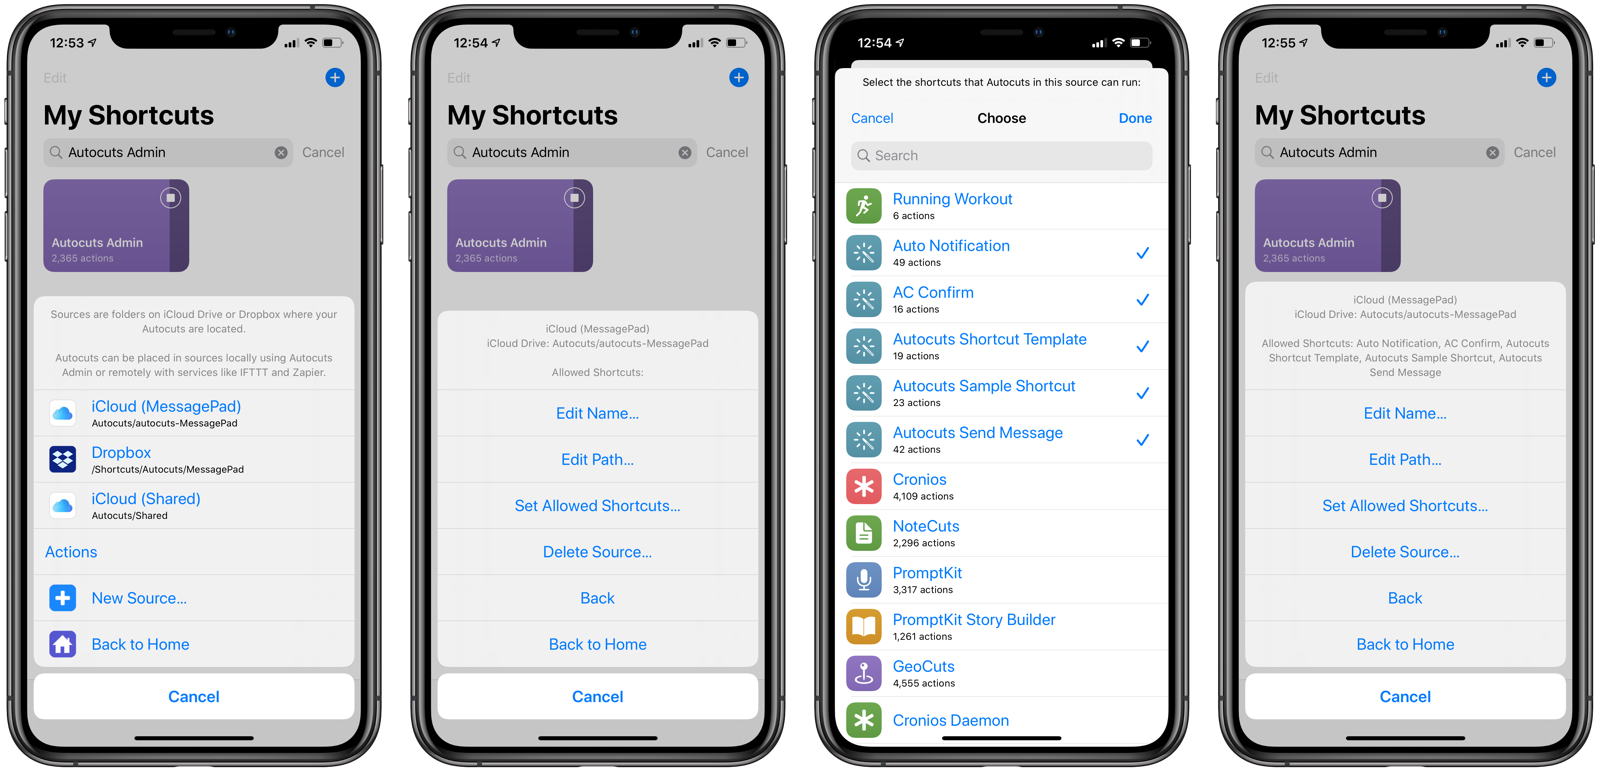 12:53
Edit
My Shortcuts
Autocuts Admin
Cancel
Autocuts Admin
2,365 actions
Sources are folders on iCloud Drive or Dropbox where your
Autocuts are located.
Autocuts can be placed in sources locally using Autocuts
Admin or remotely with services like IFTTT and Zapier.
iCloud (MessagePad)
Autocuts/autocuts-MessagePad
Dropbox
/Shortcuts/Autocuts/MessagePad
iCloud (Shared)
Autocuts/Shared
Actions
New Source...
Back to Home
Cancel
12:54
Edit
My Shortcuts
Autocuts Admin
Cancel
Autocuts Admin
2,365 actions
iCloud (MessagePad)
iCloud Drive: Autocuts/autocuts-MessagePad
Allowed Shortcuts:
Edit Name...
Edit Path...
Set Allowed Shortcuts...
Delete Source...
Back
Back to Home
Cancel
12:54
Select the shortcuts that Autocuts in this source can run:
Cancel
Choose
Done
Search
Running Workout
6 actions
Auto Notification
49 actions
AC Confirm
16 actions
Autocuts Shortcut Template
19 actions
Autocuts Sample Shortcut
23 actions
Autocuts Send Message
42 actions
Cronios
4,109 actions
NoteCuts
2,296 actions
PromptKit
3,317 actions
PromptKit Story Builder
1,261 actions
GeoCuts
4,555 actions
Cronios Daemon
12:55
Edit
My Shortcuts
Autocuts Admin
Cancel
Autocuts Admin
2,365 actions
iCloud (MessagePad)
iCloud Drive: Autocuts/autocuts-MessagePad
Allowed Shortcuts: Auto Notification, AC Confirm, Autocuts
Shortcut Template, Autocuts Sample Shortcut, Autocuts
Send Message
Edit Name...
Edit Path...
Set Allowed Shortcuts...
Delete Source...
Back
Back to Home
Cancel